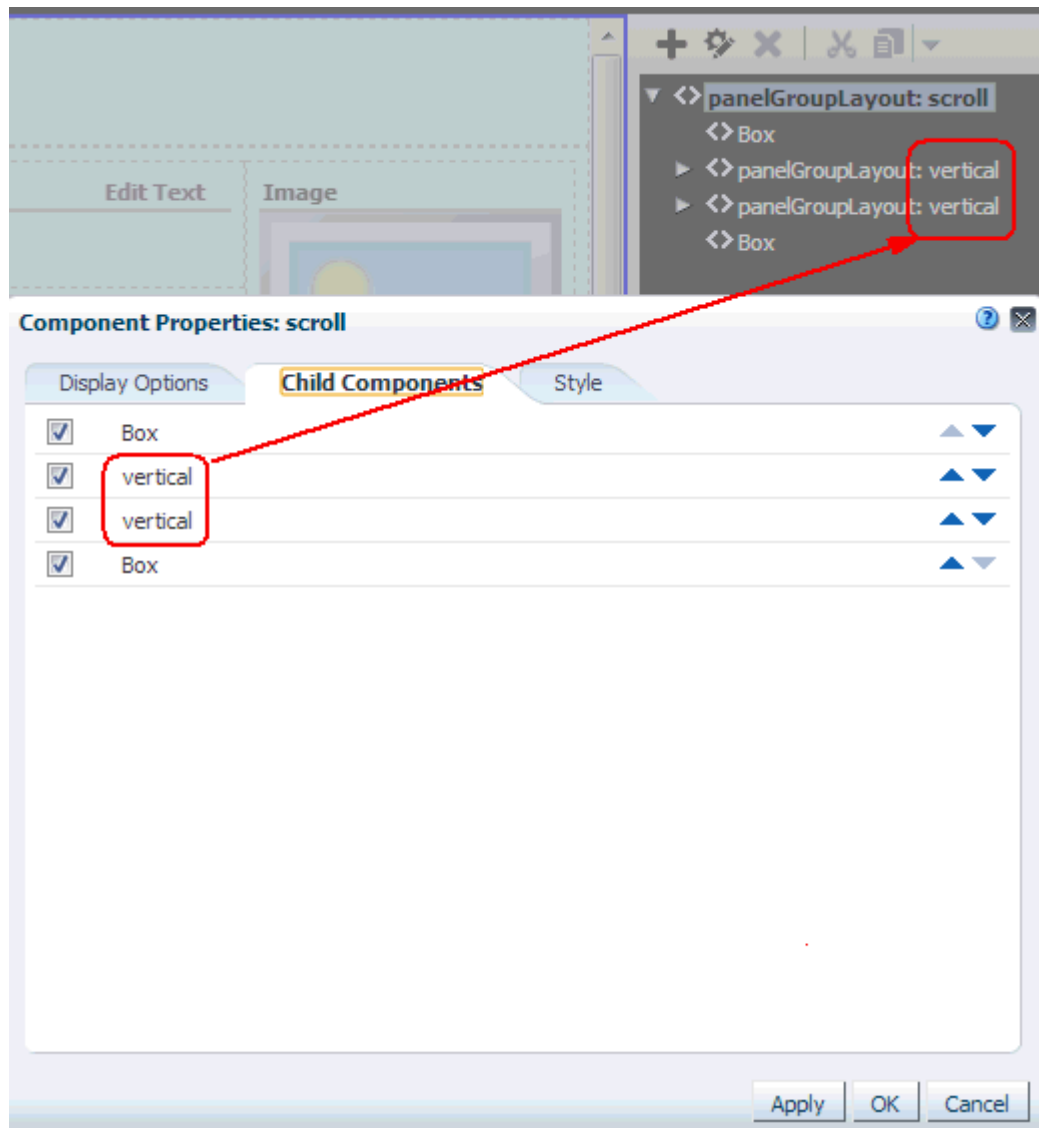 panelGroupLayout: scroll
Box
panelGroupLayout: vertical
panelGroupLayout: vertical
Box
Edit Text
Image
Component Properties: scroll
Display Options
Child Components
Style
Box
vertical
vertical
Box
Apply
OK
Cancel